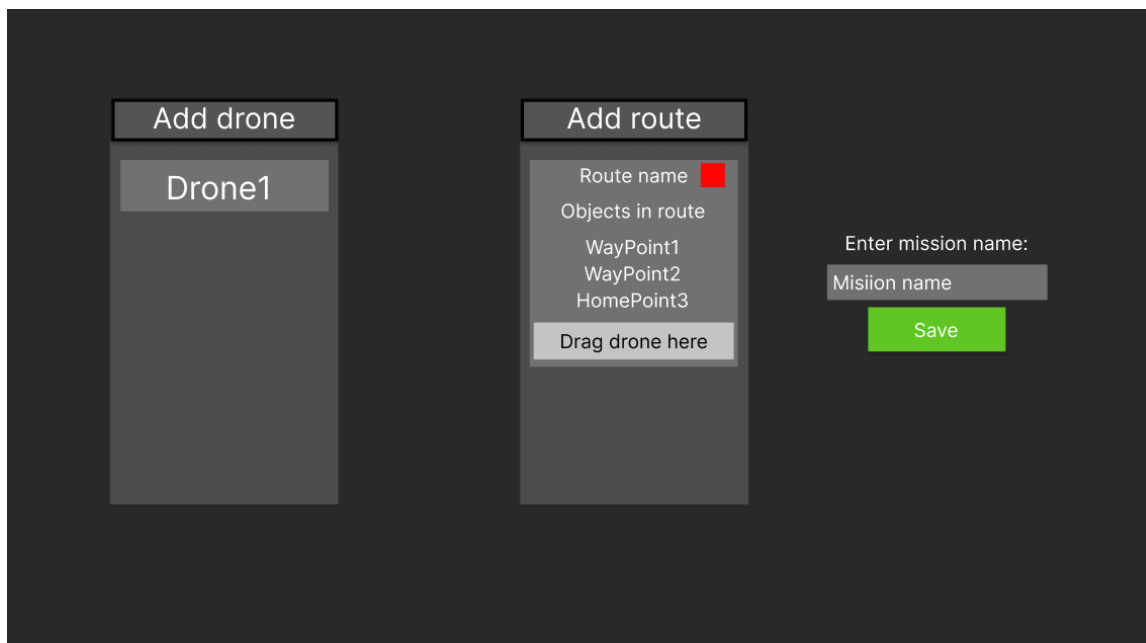 Add drone
Drone1
Add route
Route name
Objects in route
WayPoint1
WayPoint2
HomePoint3
Drag drone here
Enter mission name:
Misiion name
Save